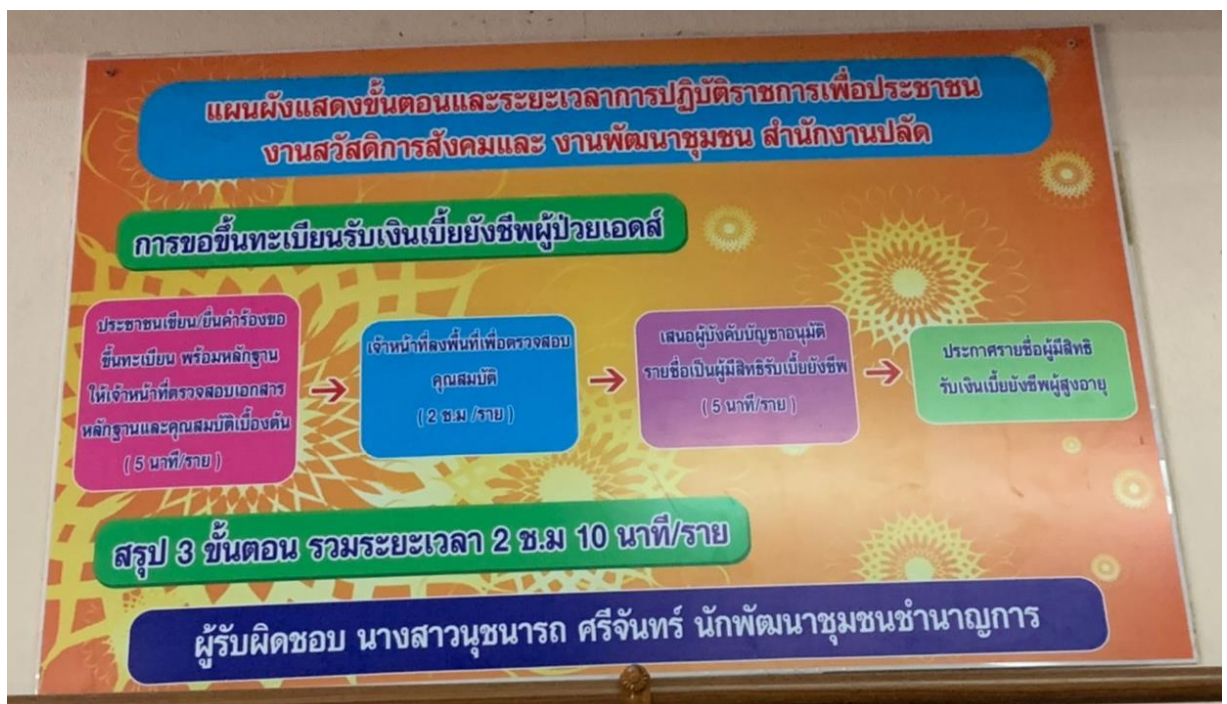 แผนผังแสดงขั้นตอนและระยะเวลาการปฏิบัติราชการเพื่อประชาชน
งานสวัสดิการสังคมและ งานพัฒนาชุมชน สำนักงานปลัด
การขอขึ้นทะเบียนรับเงินเบี้ยยังชีพผู้ป่วยเอดส์
ประชาชนเขียน/ยื่นคำร้องขอ
ขึ้นทะเบียน พร้อมหลักฐาน
ให้เจ้าหน้าที่ตรวจสอบเอกสาร
หลักฐานและคุณสมบัติเบื้องต้น
( 5 นาที/ราย )
เจ้าหน้าที่ลงพื้นที่เพื่อตรวจสอบ
คุณสมบัติ
( 2 ช.ม /ราย )
เสนอผู้บังคับบัญชาอนุมัติ
รายชื่อเป็นผู้มีสิทธิรับเบี้ยยังชีพ
( 5 นาที/ราย )
ประกาศรายชื่อผู้มีสิทธิ
รับเงินเบี้ยยังชีพผู้สูงอายุ
สรุป 3 ขั้นตอน รวมระยะเวลา 2 ช.ม 10 นาที/ราย
ผู้รับผิดชอบ นางสาวนุชนารถ ศรีจันทร์ นักพัฒนาชุมชนชำนาญการ